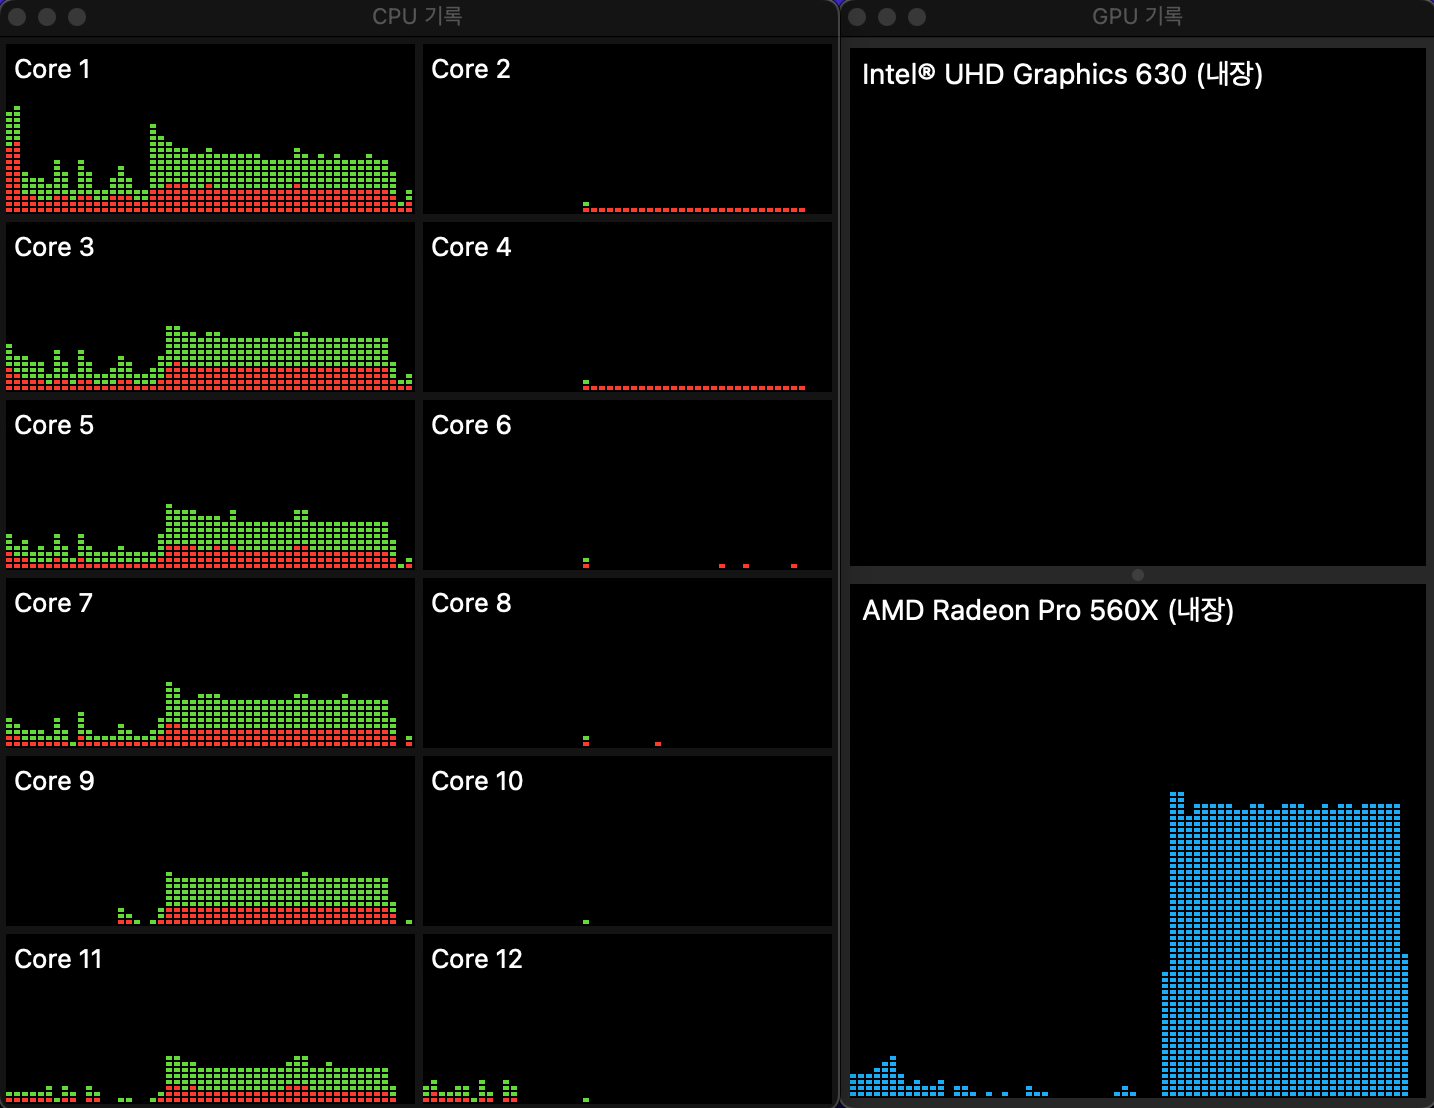 CPU 기록
Core 1
Core 2
Core 3
Core 4
Core 5
Core 6
Core 7
Core 8
Core 9
Core 10
Core 11
Core 12
GPU 기록
Intel® UHD Graphics 630 (내장)
AMD Radeon Pro 560X (내장)